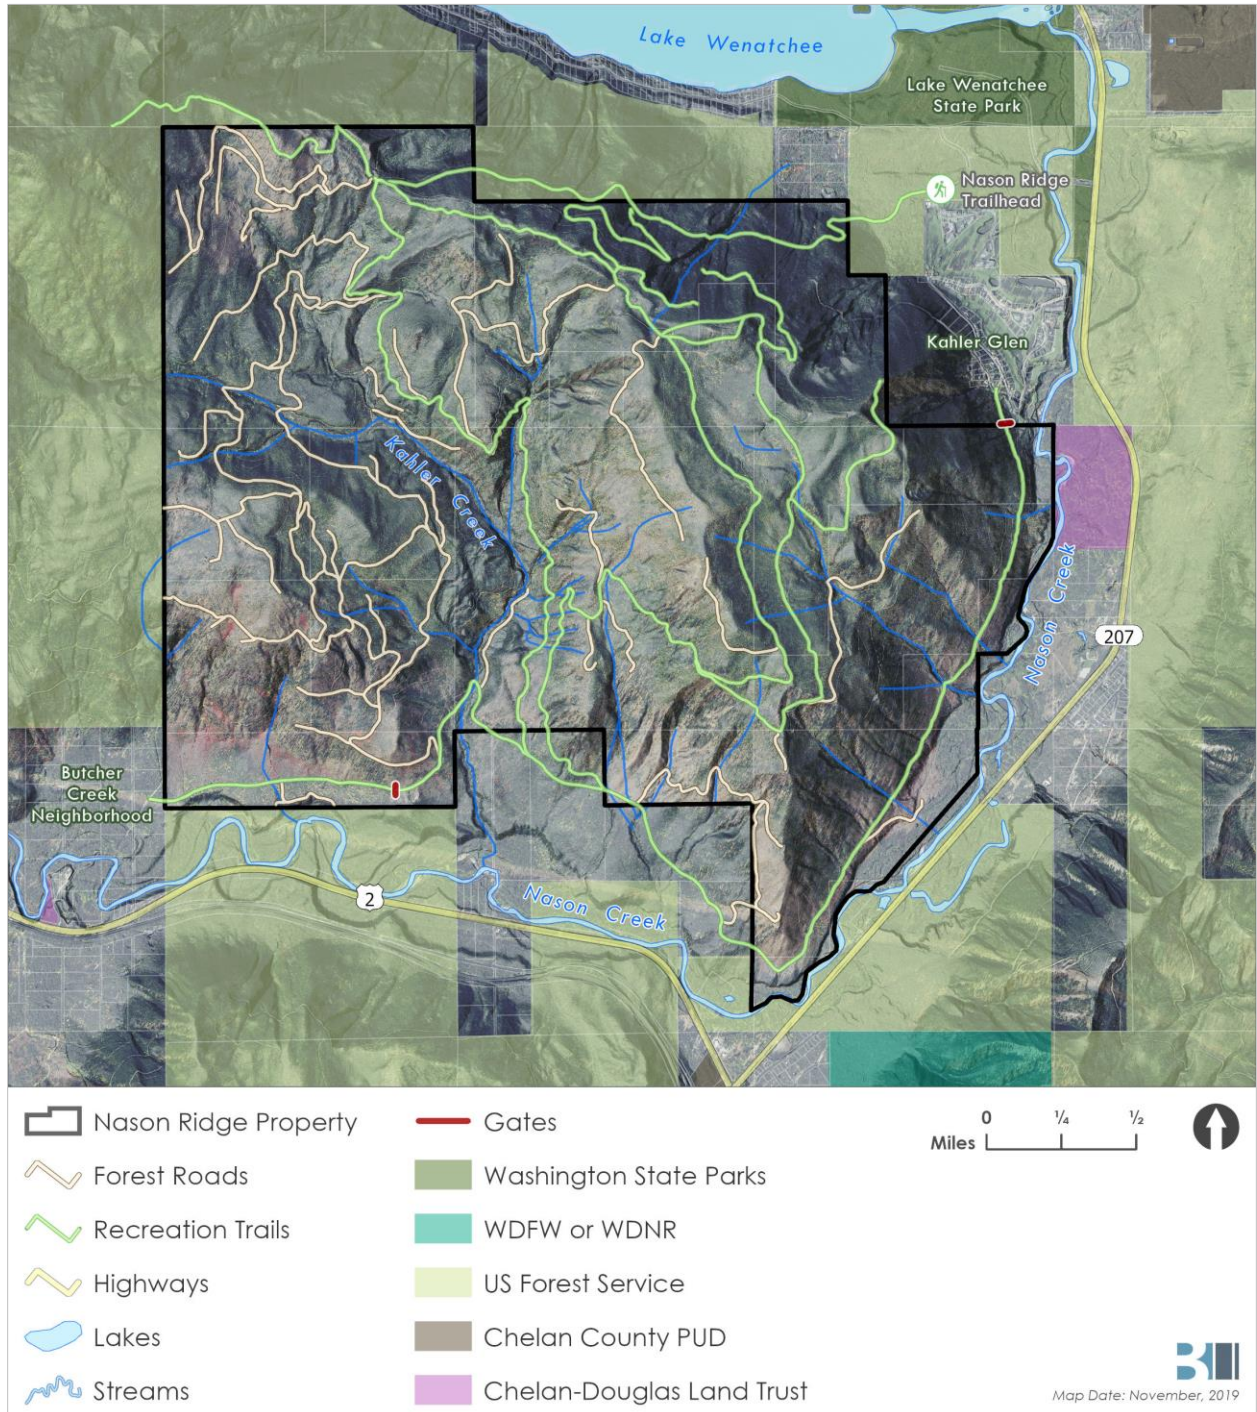 Lake Wenatchee
Lake Wenatchee
State Park
Nason Ridge
Trailhead
Kahler Glen
Kahler Creek
Nason Creek
207
Butcher
Creek
Neighborhood
2
Nason Creek
Nason Ridge Property
Forest Roads
Recreation Trails
Highways
Lakes
Streams
Gates
Washington State Parks
WDFW or WDNR
US Forest Service
Chelan County PUD
Chelan-Douglas Land Trust
0 ¼ ½
Miles
Map Date: November, 2019